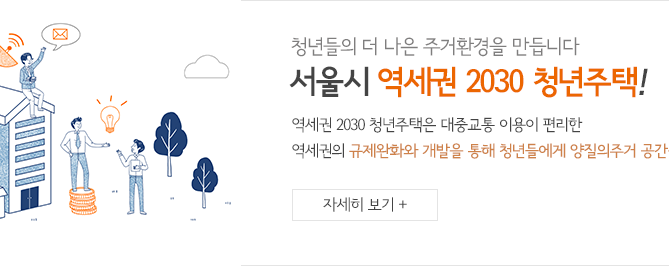 청년들의 더 나은 주거환경을 만듭니다
서울시 역세권 2030 청년주택!
역세권 2030 청년주택은 대중교통 이용이 편리한
역세권의 규제완화와 개발을 통해 청년들에게 양질의주거 공간
자세히 보기 +